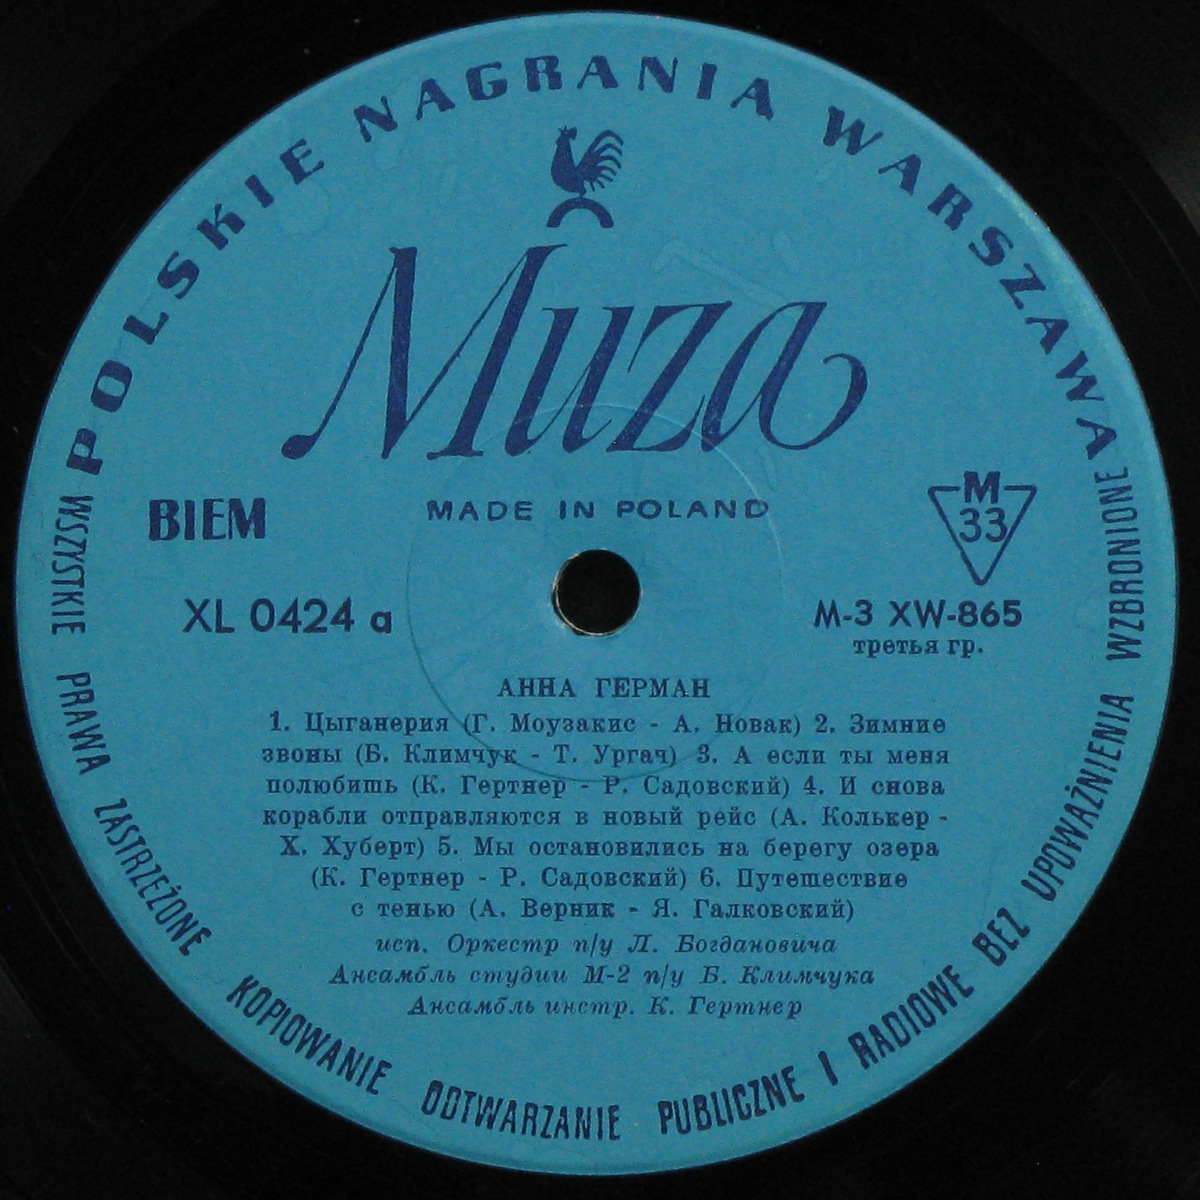 POLSKIE NAGRANIA WARSZAWA
Muza
BIEM
MADE IN POLAND
M
33
XL 0424 a
M-3 XW-865
третья гр.
АННА ГЕРМАН
1. Цыганерия (Г. Моузакис - А. Новак) 2. Зимние
звоны (Б. Климчук - Т. Ургач) 3. А если ты меня
полюбишь (К. Гертнер - Р. Садовский) 4. И снова
корабли отправляются в новый рейс (А. Колькер -
Х. Хуберт) 5. Мы остановились на берегу озера
(К. Гертнер - Р. Садовский) 6. Путешествие
с тенью (А. Верник - Я. Галковский)
исп. Оркестр п/у Л. Богдановича
Ансамбль студии М-2 п/у Б. Климчука
Ансамбль инстр. К. Гертнер
WSZYSTKIE PRAWA ZASTRZEŻONE KOPIOWANIE ODTWARZANIE PUBLICZNE I RADIOWE BEZ UPOWAŻNIENIA WZBRONIONE